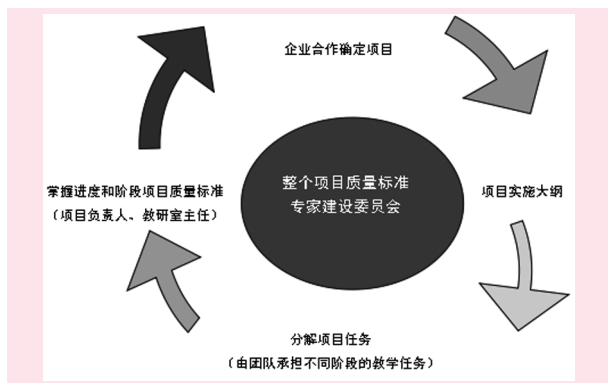 企业合作确定项目
整个项目质量标准
专家建设委员会
项目实施大纲
掌握进度和阶段项目质量标准
（项目负责人、教研室主任）
分解项目任务
（由团队承担不同阶段的教学任务）